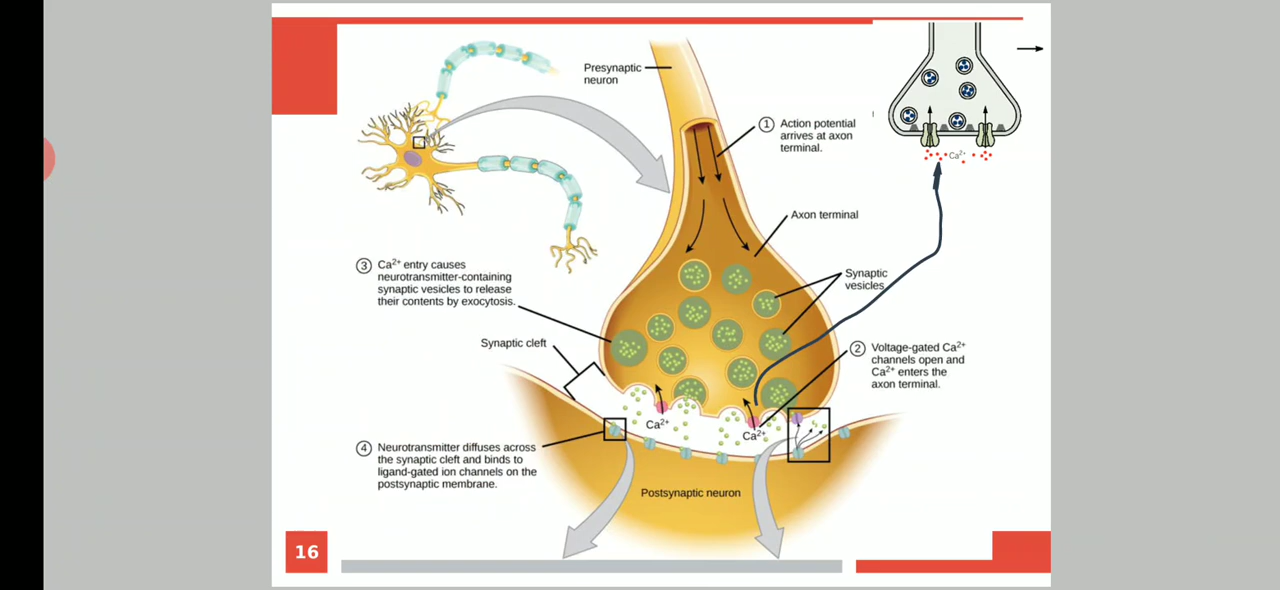 Presynaptic
neuron
① Action potential
arrives at axon
terminal.
Ca²⁺
Axon terminal
③ Ca²⁺ entry causes
neurotransmitter-containing
synaptic vesicles to release
their contents by exocytosis.
Synaptic
vesicles
Synaptic cleft
② Voltage-gated Ca²⁺
channels open and
Ca²⁺ enters the
axon terminal.
Ca²⁺
Ca²⁺
④ Neurotransmitter diffuses across
the synaptic cleft and binds to
ligand-gated ion channels on the
postsynaptic membrane.
Postsynaptic neuron
16